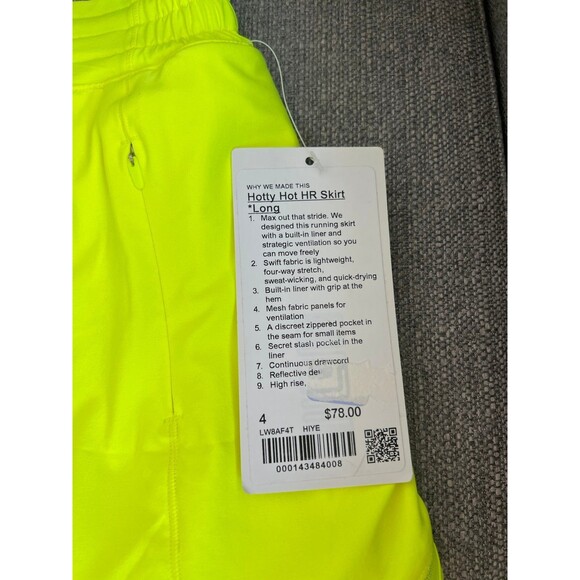 WHY WE MADE THIS
Hotty Hot HR Skirt
*Long
1. Max out that stride. We
designed this running skirt
with a built-in liner and
strategic ventilation so you
can move freely
2. Swift fabric is lightweight,
four-way stretch,
sweat-wicking, and quick-drying
3. Built-in liner with grip at the
hem
4. Mesh fabric panels for
ventilation
5. A discreet zippered pocket in
the seam for small items
6. Secret stash pocket in the
liner
7. Continuous drawcord
8. Reflective
9. High rise,
4 $78.00
LW8AF4T HIYE
000143484008